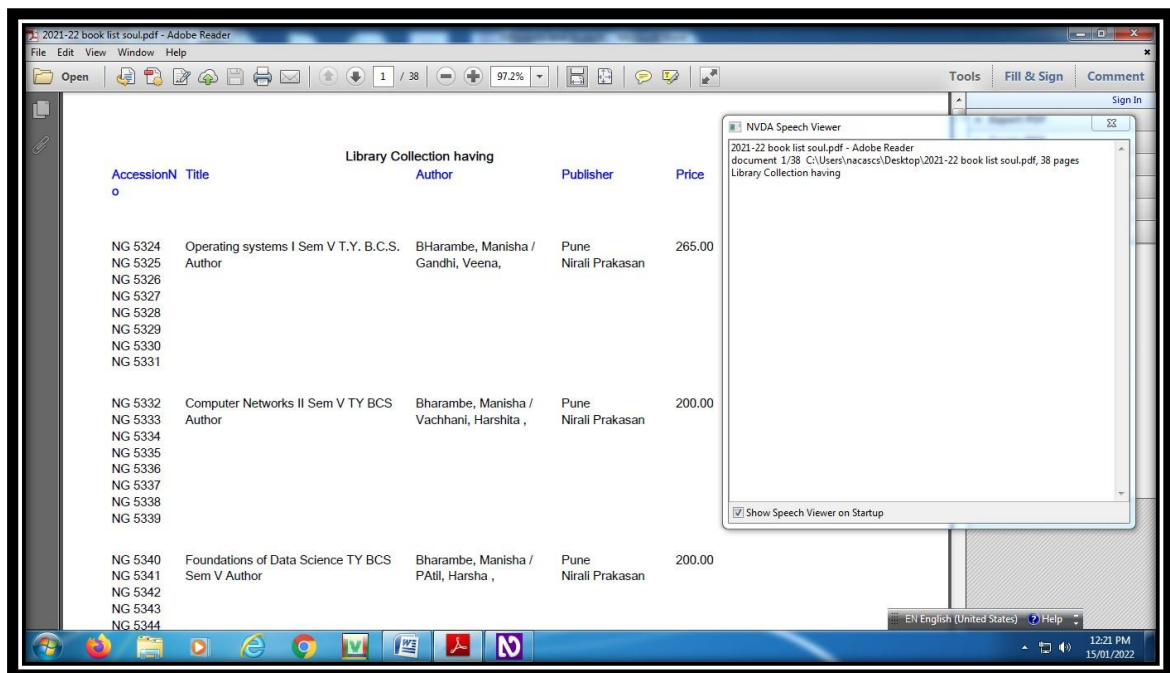 2021-22 book list soul.pdf - Adobe Reader
File Edit View Window Help
Open 1 / 38 97.2% Tools Fill & Sign Comment
Sign In
Library Collection having
AccessionN Title Author Publisher Price
o
NG 5324 Operating systems I Sem V T.Y. B.C.S. BHarambe, Manisha / Pune 265.00
NG 5325 Author Gandhi, Veena, Nirali Prakasan
NG 5326
NG 5327
NG 5328
NG 5329
NG 5330
NG 5331
NG 5332 Computer Networks II Sem V TY BCS Bharambe, Manisha / Pune 200.00
NG 5333 Author Vachhani, Harshita , Nirali Prakasan
NG 5334
NG 5335
NG 5336
NG 5337
NG 5338
NG 5339
NG 5340 Foundations of Data Science TY BCS Bharambe, Manisha / Pune 200.00
NG 5341 Sem V Author PAtil, Harsha , Nirali Prakasan
NG 5342
NG 5343
NG 5344
NVDA Speech Viewer
2021-22 book list soul.pdf - Adobe Reader
document 1/38 C:\Users\nacascs\Desktop\2021-22 book list soul.pdf, 38 pages
Library Collection having
Show Speech Viewer on Startup
EN English (United States) Help
12:21 PM
15/01/2022